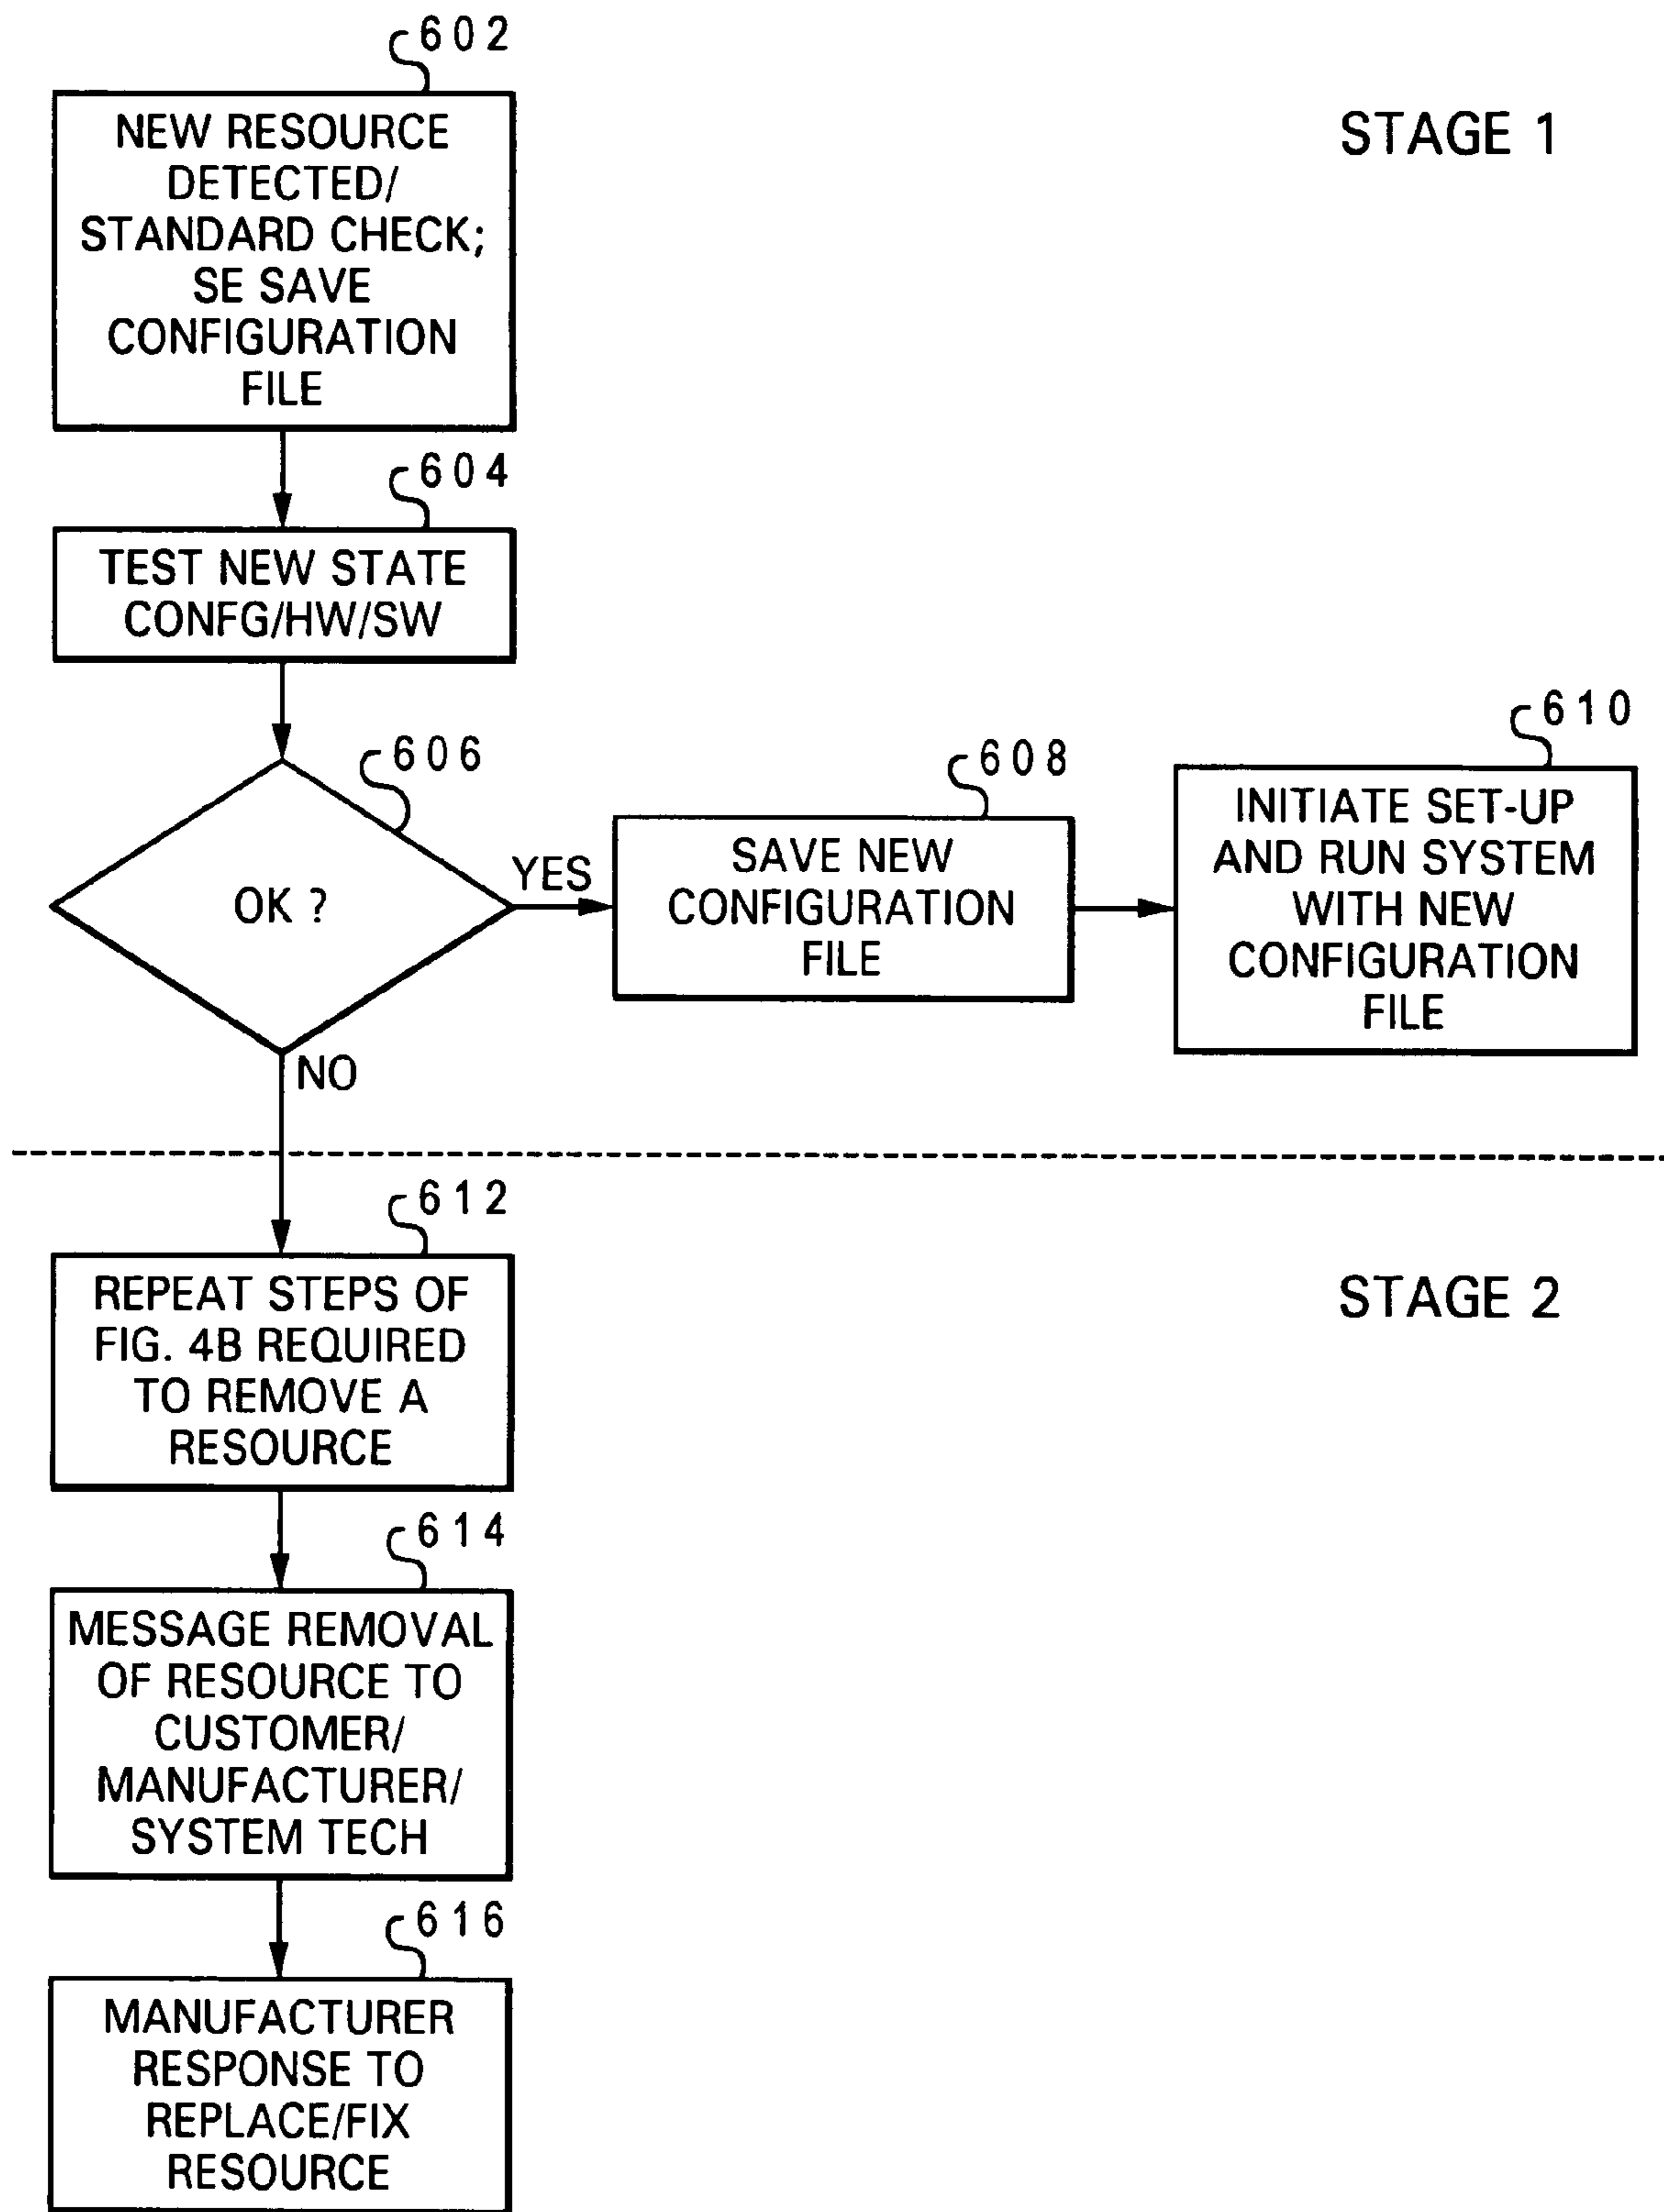 602
NEW RESOURCE
DETECTED/
STANDARD CHECK;
SE SAVE
CONFIGURATION
FILE
STAGE 1
604
TEST NEW STATE
CONFG/HW/SW
606
OK ?
YES
NO
608
SAVE NEW
CONFIGURATION
FILE
610
INITIATE SET-UP
AND RUN SYSTEM
WITH NEW
CONFIGURATION
FILE
612
REPEAT STEPS OF
FIG. 4B REQUIRED
TO REMOVE A
RESOURCE
STAGE 2
614
MESSAGE REMOVAL
OF RESOURCE TO
CUSTOMER/
MANUFACTURER/
SYSTEM TECH
616
MANUFACTURER
RESPONSE TO
REPLACE/FIX
RESOURCE